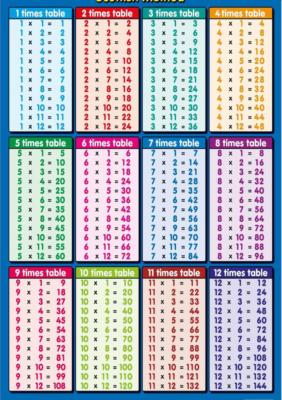 1 times table
1 x 1 = 1
1 x 2 = 2
1 x 3 = 3
1 x 4 = 4
1 x 5 = 5
1 x 6 = 6
1 x 7 = 7
1 x 8 = 8
1 x 9 = 9
1 x 10 = 10
1 x 11 = 11
1 x 12 = 12
2 times table
2 x 1 = 2
2 x 2 = 4
2 x 3 = 6
2 x 4 = 8
2 x 5 = 10
2 x 6 = 12
2 x 7 = 14
2 x 8 = 16
2 x 9 = 18
2 x 10 = 20
2 x 11 = 22
2 x 12 = 24
3 times table
3 x 1 = 3
3 x 2 = 6
3 x 3 = 9
3 x 4 = 12
3 x 5 = 15
3 x 6 = 18
3 x 7 = 21
3 x 8 = 24
3 x 9 = 27
3 x 10 = 30
3 x 11 = 33
3 x 12 = 36
4 times table
4 x 1 = 4
4 x 2 = 8
4 x 3 = 12
4 x 4 = 16
4 x 5 = 20
4 x 6 = 24
4 x 7 = 28
4 x 8 = 32
4 x 9 = 36
4 x 10 = 40
4 x 11 = 44
4 x 12 = 48
5 times table
5 x 1 = 5
5 x 2 = 10
5 x 3 = 15
5 x 4 = 20
5 x 5 = 25
5 x 6 = 30
5 x 7 = 35
5 x 8 = 40
5 x 9 = 45
5 x 10 = 50
5 x 11 = 55
5 x 12 = 60
6 times table
6 x 1 = 6
6 x 2 = 12
6 x 3 = 18
6 x 4 = 24
6 x 5 = 30
6 x 6 = 36
6 x 7 = 42
6 x 8 = 48
6 x 9 = 54
6 x 10 = 60
6 x 11 = 66
6 x 12 = 72
7 times table
7 x 1 = 7
7 x 2 = 14
7 x 3 = 21
7 x 4 = 28
7 x 5 = 35
7 x 6 = 42
7 x 7 = 49
7 x 8 = 56
7 x 9 = 63
7 x 10 = 70
7 x 11 = 77
7 x 12 = 84
8 times table
8 x 1 = 8
8 x 2 = 16
8 x 3 = 24
8 x 4 = 32
8 x 5 = 40
8 x 6 = 48
8 x 7 = 56
8 x 8 = 64
8 x 9 = 72
8 x 10 = 80
8 x 11 = 88
8 x 12 = 96
9 times table
9 x 1 = 9
9 x 2 = 18
9 x 3 = 27
9 x 4 = 36
9 x 5 = 45
9 x 6 = 54
9 x 7 = 63
9 x 8 = 72
9 x 9 = 81
9 x 10 = 90
9 x 11 = 99
9 x 12 = 108
10 times table
10 x 1 = 10
10 x 2 = 20
10 x 3 = 30
10 x 4 = 40
10 x 5 = 50
10 x 6 = 60
10 x 7 = 70
10 x 8 = 80
10 x 9 = 90
10 x 10 = 100
10 x 11 = 110
10 x 12 = 120
11 times table
11 x 1 = 11
11 x 2 = 22
11 x 3 = 33
11 x 4 = 44
11 x 5 = 55
11 x 6 = 66
11 x 7 = 77
11 x 8 = 88
11 x 9 = 99
11 x 10 = 110
11 x 11 = 121
11 x 12 = 132
12 times table
12 x 1 = 12
12 x 2 = 24
12 x 3 = 36
12 x 4 = 48
12 x 5 = 60
12 x 6 = 72
12 x 7 = 84
12 x 8 = 96
12 x 9 = 108
12 x 10 = 120
12 x 11 = 132
12 x 12 = 144